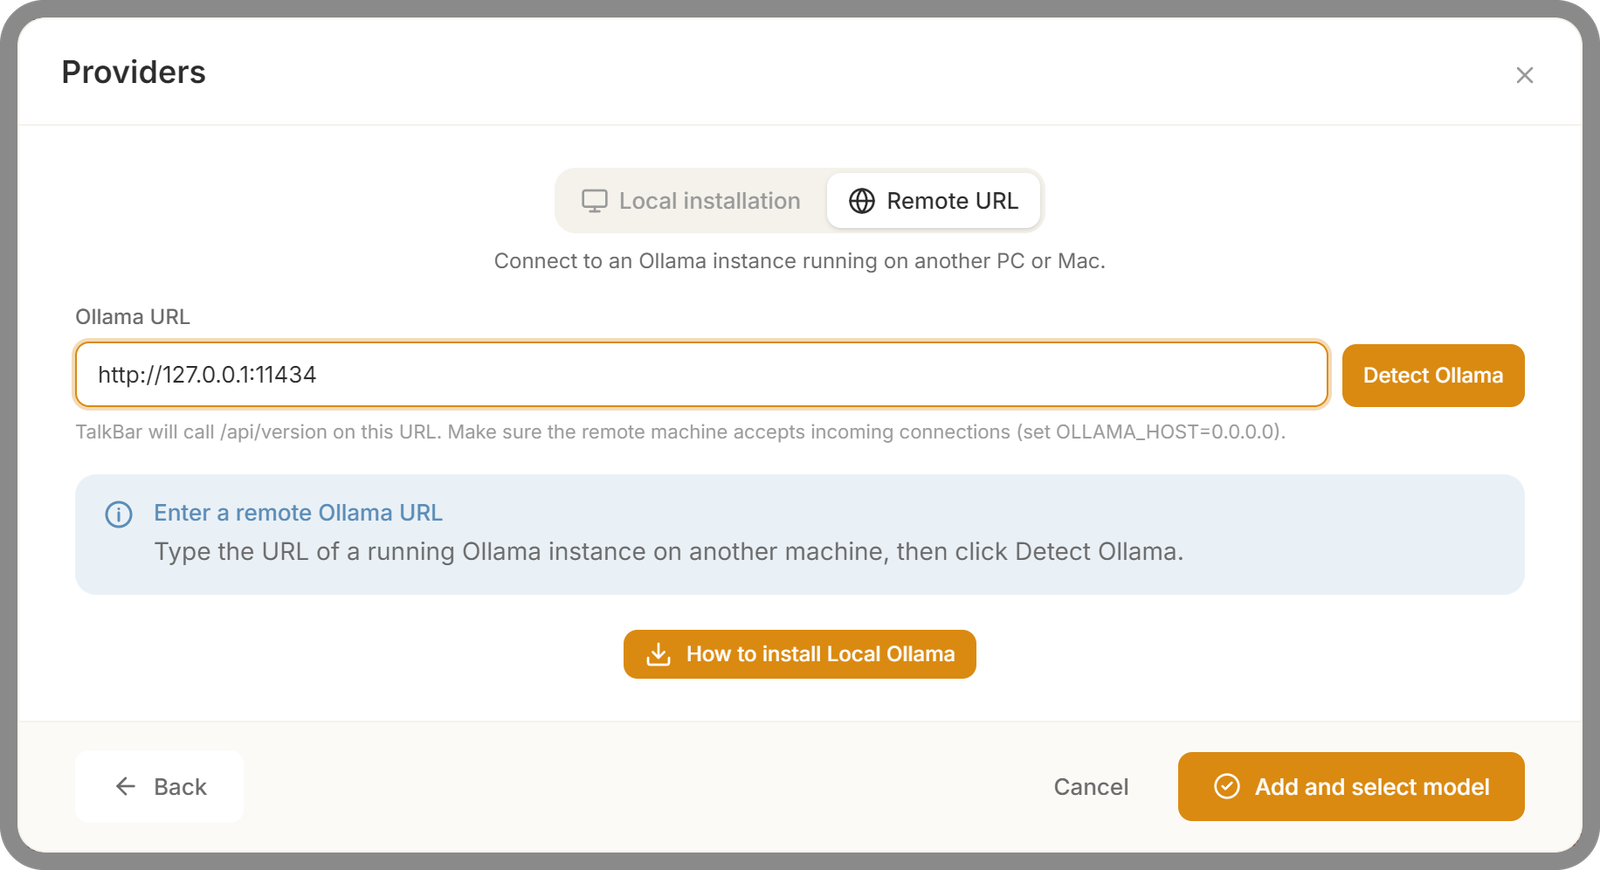 Providers
Local installation
Remote URL
Connect to an Ollama instance running on another PC or Mac.
Ollama URL
http://127.0.0.1:11434
Detect Ollama
TalkBar will call /api/version on this URL. Make sure the remote machine accepts incoming connections (set OLLAMA_HOST=0.0.0.0).
Enter a remote Ollama URL
Type the URL of a running Ollama instance on another machine, then click Detect Ollama.
How to install Local Ollama
Back
Cancel
Add and select model